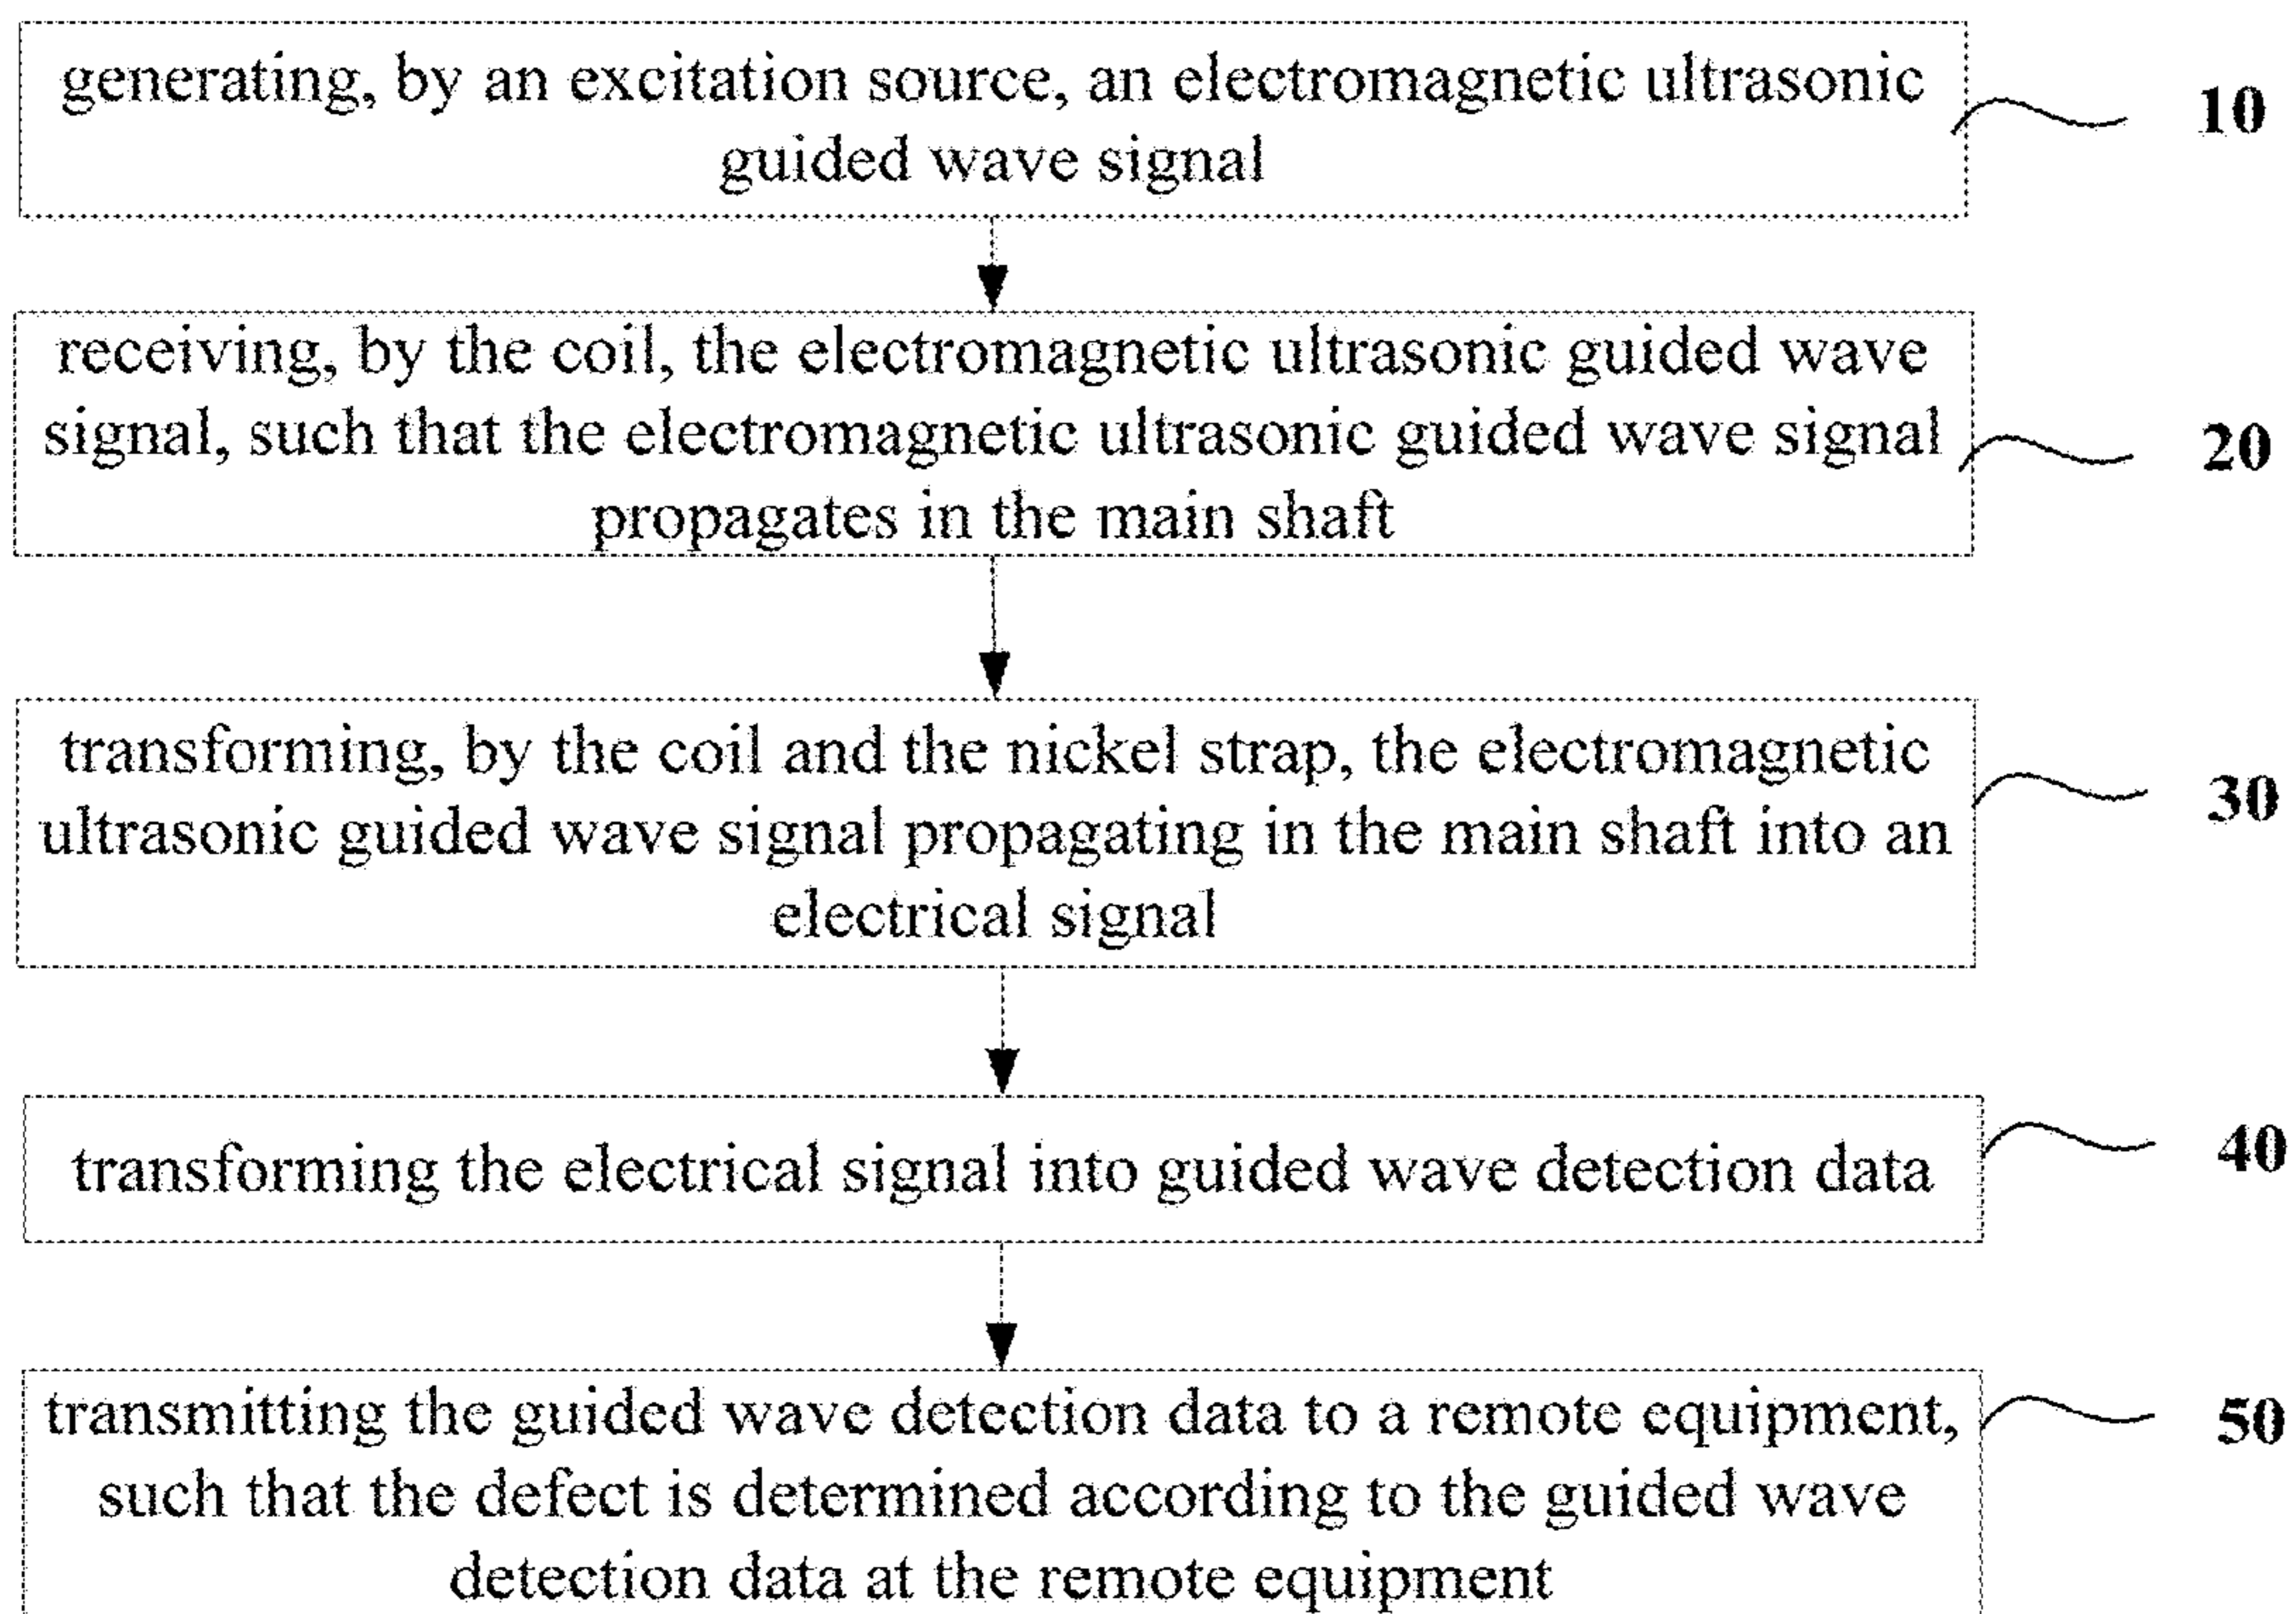 generating, by an excitation source, an electromagnetic ultrasonic
guided wave signal
10
receiving, by the coil, the electromagnetic ultrasonic guided wave
signal, such that the electromagnetic ultrasonic guided wave signal
propagates in the main shaft
20
transforming, by the coil and the nickel strap, the electromagnetic
ultrasonic guided wave signal propagating in the main shaft into an
electrical signal
30
transforming the electrical signal into guided wave detection data
40
transmitting the guided wave detection data to a remote equipment,
such that the defect is determined according to the guided wave
detection data at the remote equipment
50